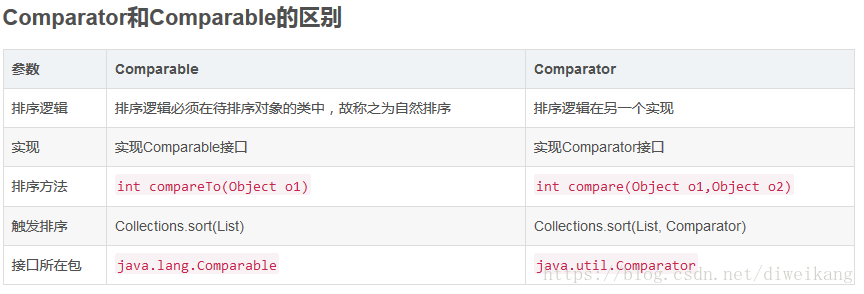 Comparator和Comparable的区别
参数 Comparable Comparator
排序逻辑 排序逻辑必须在待排序对象的类中，故称之为自然排序 排序逻辑在另一个实现
实现 实现Comparable接口 实现Comparator接口
排序方法 int compareTo(Object o1) int compare(Object o1,Object o2)
触发排序 Collections.sort(List) Collections.sort(List, Comparator)
接口所在包 java.lang.Comparable java.util.Comparator
https://blog.csdn.net/diweikang